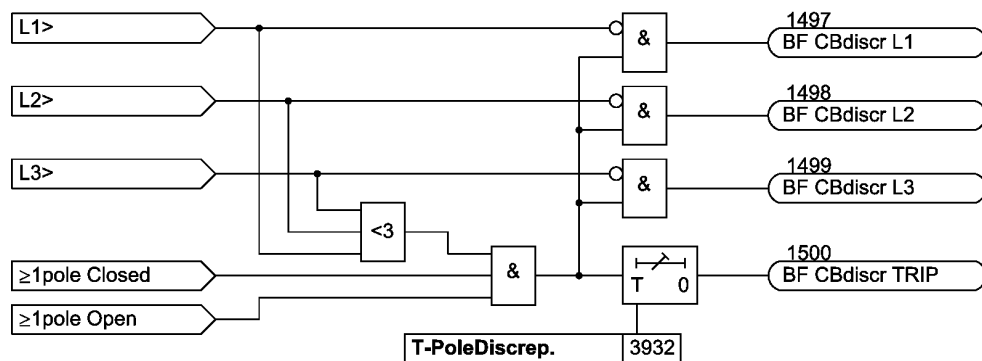 L1>
&
1497
BF CBdiscr L1
L2>
&
1498
BF CBdiscr L2
L3>
&
1499
BF CBdiscr L3
<3
≥1pole Closed
&
T 0
1500
BF CBdiscr TRIP
≥1pole Open
T-PoleDiscrep. 3932